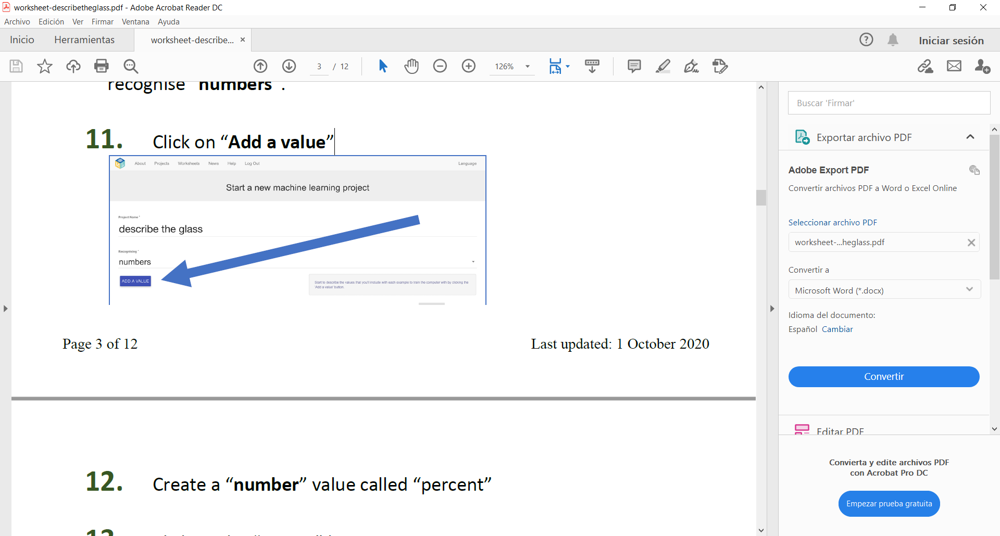 worksheet-describetheglass.pdf - Adobe Acrobat Reader DC
Archivo Edición Ver Firmar Ventana Ayuda
Inicio Herramientas worksheet-describe... Iniciar sesión
3 / 12 126%
recognise "numbers".
11. Click on “Add a value”
About Projects Worksheets News Help Log Out Language
Start a new machine learning project
Project Name *
describe the glass
Recognising *
numbers
ADD A VALUE
Start to describe the values that you'll include with each example to train the computer with by clicking the
'Add a value' button.
Page 3 of 12 Last updated: 1 October 2020
12. Create a “number” value called “percent”
13.
Buscar 'Firmar'
Exportar archivo PDF
Adobe Export PDF
Convertir archivos PDF a Word o Excel Online
Seleccionar archivo PDF
worksheet-...heglass.pdf
Convertir a
Microsoft Word (*.docx)
Idioma del documento:
Español Cambiar
Convertir
Editar PDF
Convierta y edite archivos PDF
con Acrobat Pro DC
Empezar prueba gratuita